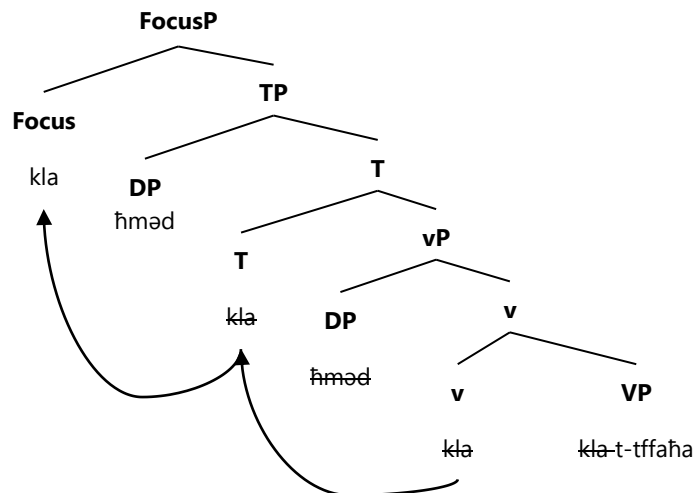 FocusP
Focus TP
kla DP T
ħməd
T vP
kla DP v
ħməd
v VP
kla kla t-tffaħa